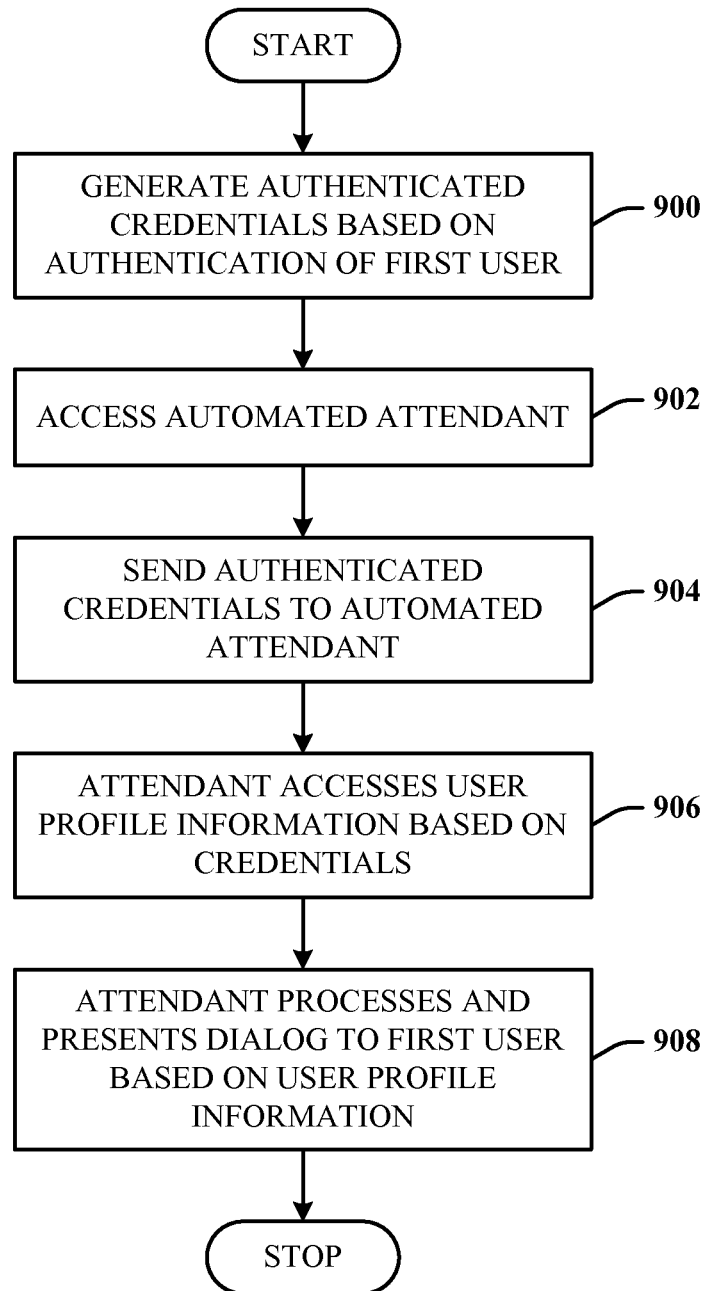 START
GENERATE AUTHENTICATED
CREDENTIALS BASED ON
AUTHENTICATION OF FIRST USER
900
ACCESS AUTOMATED ATTENDANT
902
SEND AUTHENTICATED
CREDENTIALS TO AUTOMATED
ATTENDANT
904
ATTENDANT ACCESSES USER
PROFILE INFORMATION BASED ON
CREDENTIALS
906
ATTENDANT PROCESSES AND
PRESENTS DIALOG TO FIRST USER
BASED ON USER PROFILE
INFORMATION
908
STOP